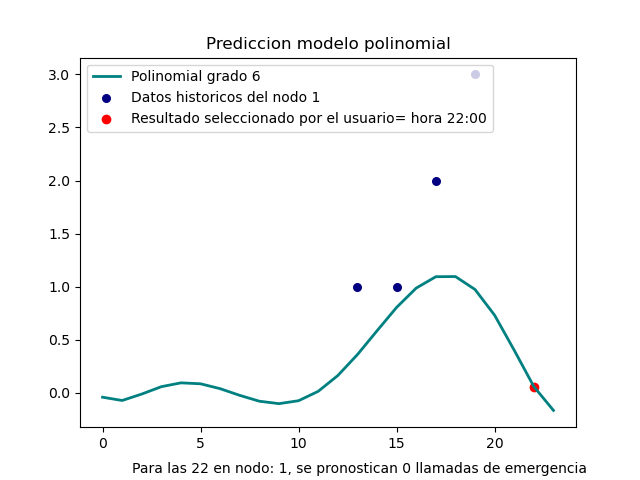 Prediccion modelo polinomial
Polinomial grado 6
Datos historicos del nodo 1
Resultado seleccionado por el usuario= hora 22:00
3.0
2.5
2.0
1.5
1.0
0.5
0.0
0 5 10 15 20
Para las 22 en nodo: 1, se pronostican 0 llamadas de emergencia